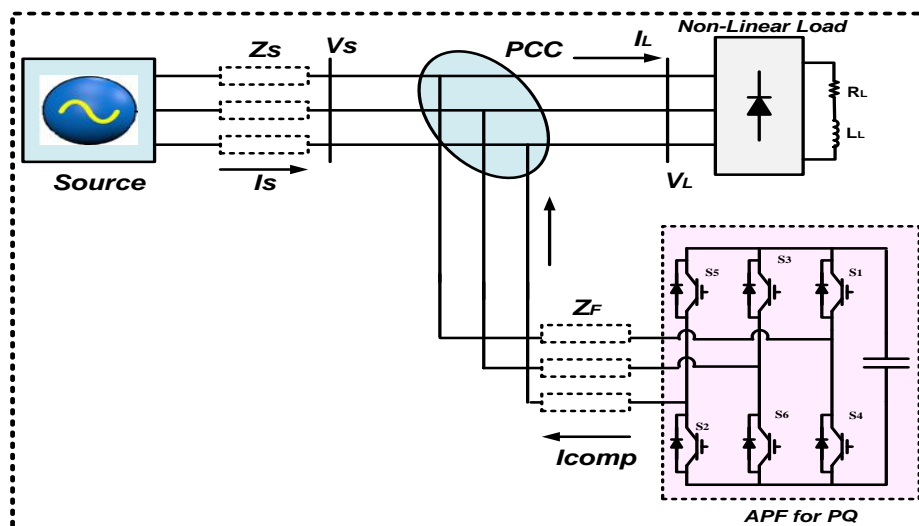 Non-Linear Load
Zs
Vs
PCC
IL
RL
LL
Source
Is
VL
S5
S3
S1
ZF
S2
S6
S4
Icomp
APF for PQ